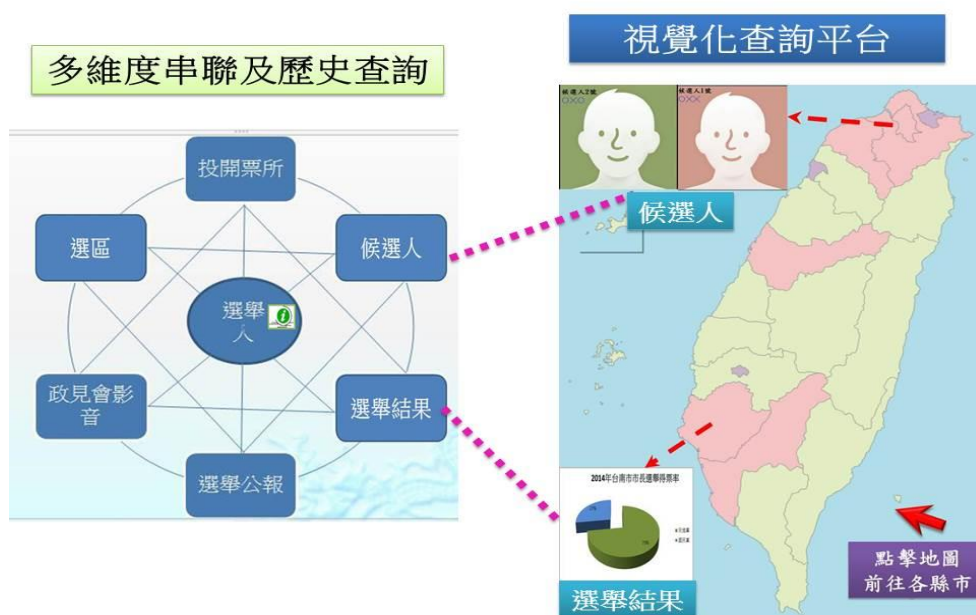 多維度串聯及歷史查詢
投開票所
選區
候選人
選舉
人
政見會影
音
選舉結果
選舉公報
視覺化查詢平台
候選人2號
候選人1號
候選人
2014年台南市市長選舉得票率
選舉結果
點擊地圖
前往各縣市